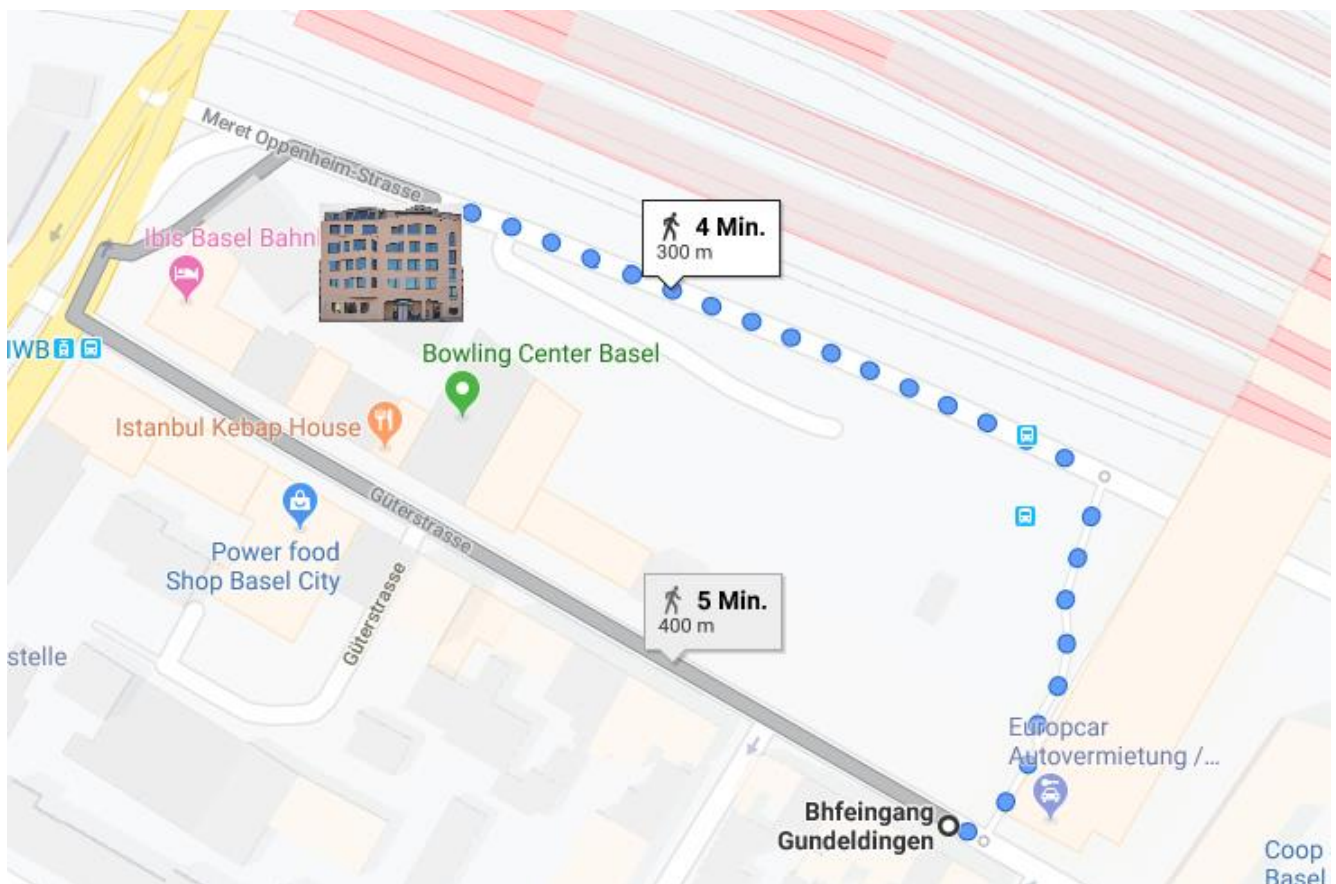 Meret Oppenheim-Strasse
4 Min.
300 m
Ibis Basel Bahnl
IWB
Bowling Center Basel
Istanbul Kebap House
Güterstrasse
Power food
Shop Basel City
Güterstrasse
5 Min.
400 m
stelle
Europcar
Autovermietung /...
Bhfeingang
Gundeldingen
Coop
Basel